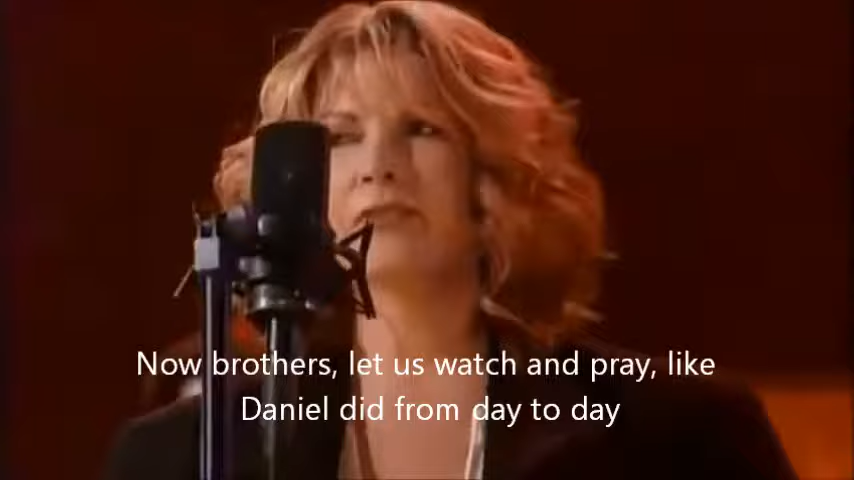 Now brothers, let us watch and pray, like
Daniel did from day to day